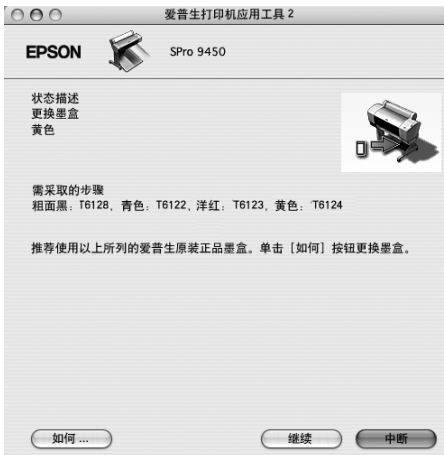 爱普生打印机应用工具 2
EPSON
SPro 9450
状态描述
更换墨盒
黄色
需采取的步骤
粗面黑：T6128，青色：T6122，洋红：T6123，黄色：T6124
推荐使用以上所列的爱普生原装正品墨盒。单击［如何］按钮更换墨盒。
如何 ...
继续
中断